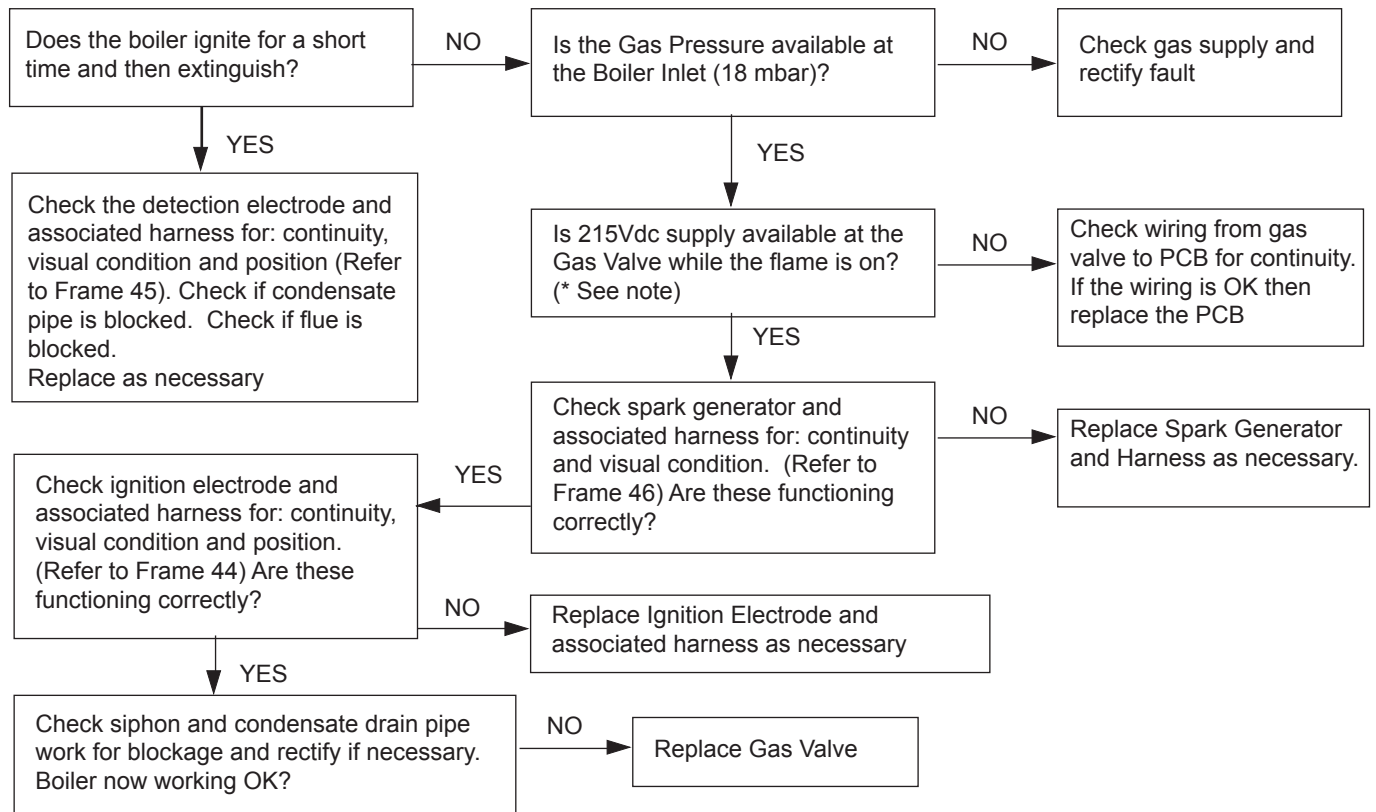 Does the boiler ignite for a short
time and then extinguish?
NO
Is the Gas Pressure available at
the Boiler Inlet (18 mbar)?
NO
Check gas supply and
rectify fault
YES
YES
Check the detection electrode and
associated harness for: continuity,
visual condition and position (Refer
to Frame 45). Check if condensate
pipe is blocked.  Check if flue is
blocked.
Replace as necessary
Is 215Vdc supply available at the
Gas Valve while the flame is on?
(* See note)
NO
Check wiring from gas
valve to PCB for continuity.
If the wiring is OK then
replace the PCB
YES
Check spark generator and
associated harness for: continuity
and visual condition.  (Refer to
Frame 46) Are these functioning
correctly?
NO
Replace Spark Generator
and Harness as necessary.
YES
Check ignition electrode and
associated harness for: continuity,
visual condition and position.
(Refer to Frame 44) Are these
functioning correctly?
NO
Replace Ignition Electrode and
associated harness as necessary
YES
Check siphon and condensate drain pipe
work for blockage and rectify if necessary.
Boiler now working OK?
NO
Replace Gas Valve